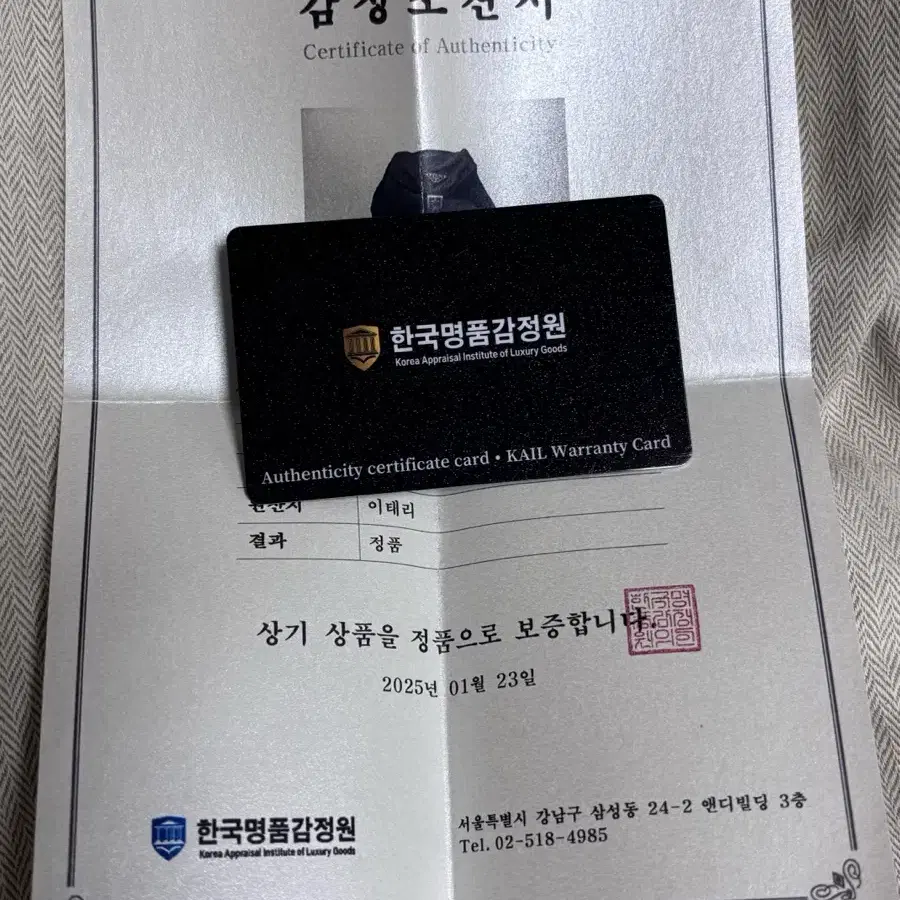 Certificate of Authenticity
한국명품감정원
Korea Appraisal Institute of Luxury Goods
Authenticity certificate card • KAIL Warranty Card
원산지 이태리
결과 정품
상기 상품을 정품으로 보증합니다.
2025년 01월 23일
한국명품감정원
Korea Appraisal Institute of Luxury Goods
서울특별시 강남구 삼성동 24-2 앤디빌딩 3층
Tel. 02-518-4985